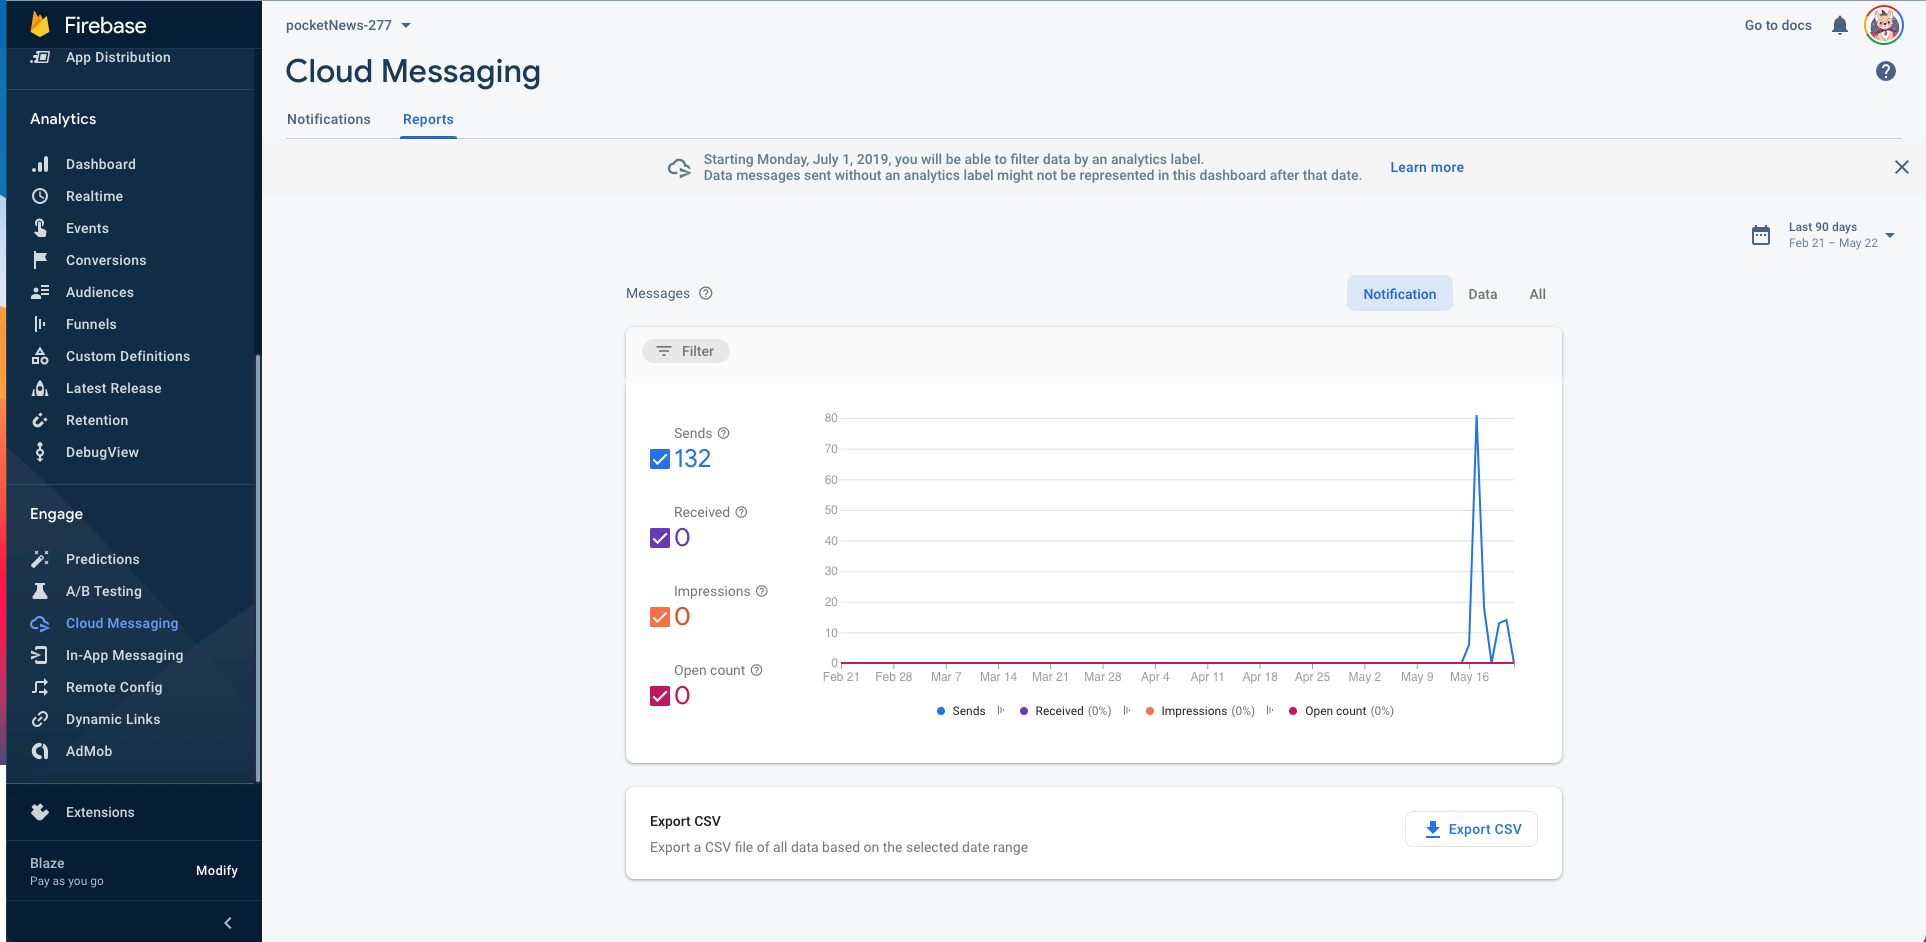 Firebase
App Distribution
Analytics
Dashboard
Realtime
Events
Conversions
Audiences
Funnels
Custom Definitions
Latest Release
Retention
DebugView
Engage
Predictions
A/B Testing
Cloud Messaging
In-App Messaging
Remote Config
Dynamic Links
AdMob
Extensions
Blaze
Pay as you go
Modify
pocketNews-277
Go to docs
Cloud Messaging
Notifications Reports
Starting Monday, July 1, 2019, you will be able to filter data by an analytics label.
Data messages sent without an analytics label might not be represented in this dashboard after that date.
Learn more
Last 90 days
Feb 21 – May 22
Messages
Notification Data All
Filter
Sends
132
Received
0
Impressions
0
Open count
0
80
70
60
50
40
30
20
10
0
Feb 21 Feb 28 Mar 7 Mar 14 Mar 21 Mar 28 Apr 4 Apr 11 Apr 18 Apr 25 May 2 May 9 May 16
Sends Received (0%) Impressions (0%) Open count (0%)
Export CSV
Export a CSV file of all data based on the selected date range
Export CSV